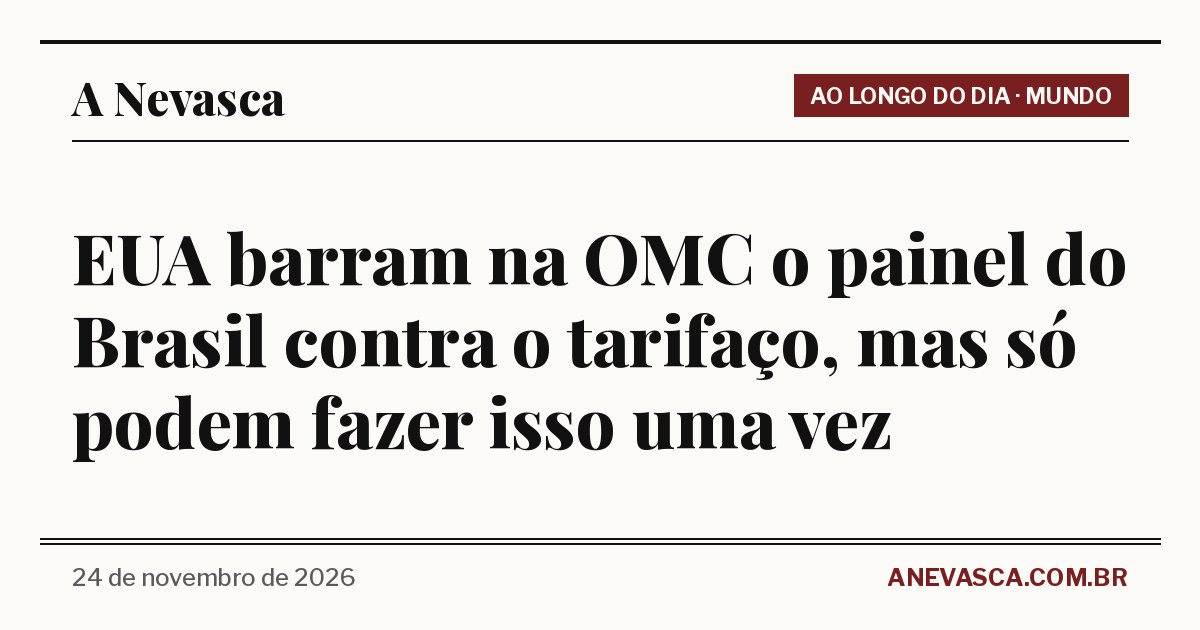 A Nevasca
AO LONGO DO DIA · MUNDO
EUA barram na OMC o painel do
Brasil contra o tarifaço, mas só
podem fazer isso uma vez
24 de novembro de 2026
ANEVASCA.COM.BR